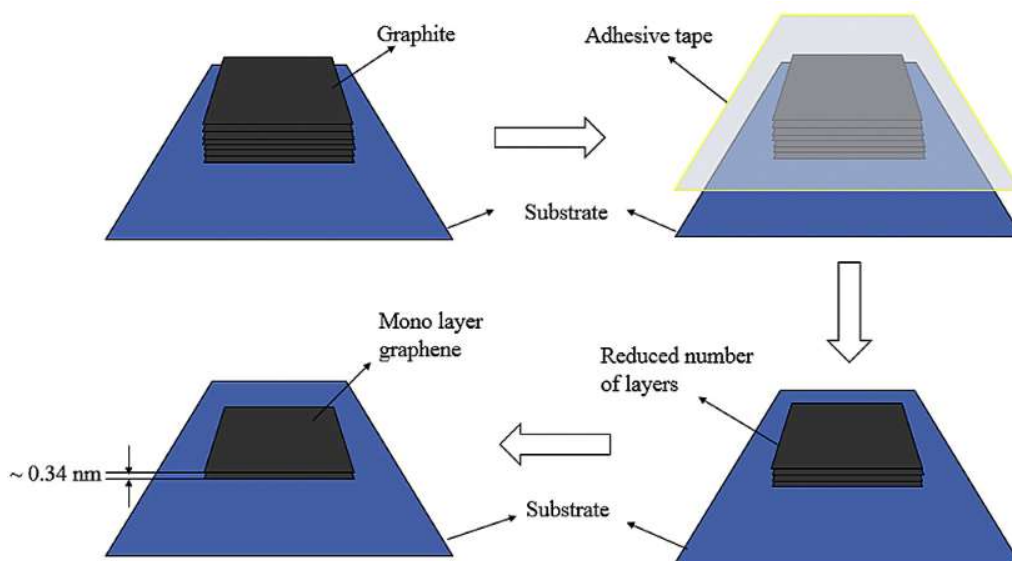 Graphite
Adhesive tape
Substrate
Mono layer
graphene
Reduced number
of layers
~ 0.34 nm
Substrate